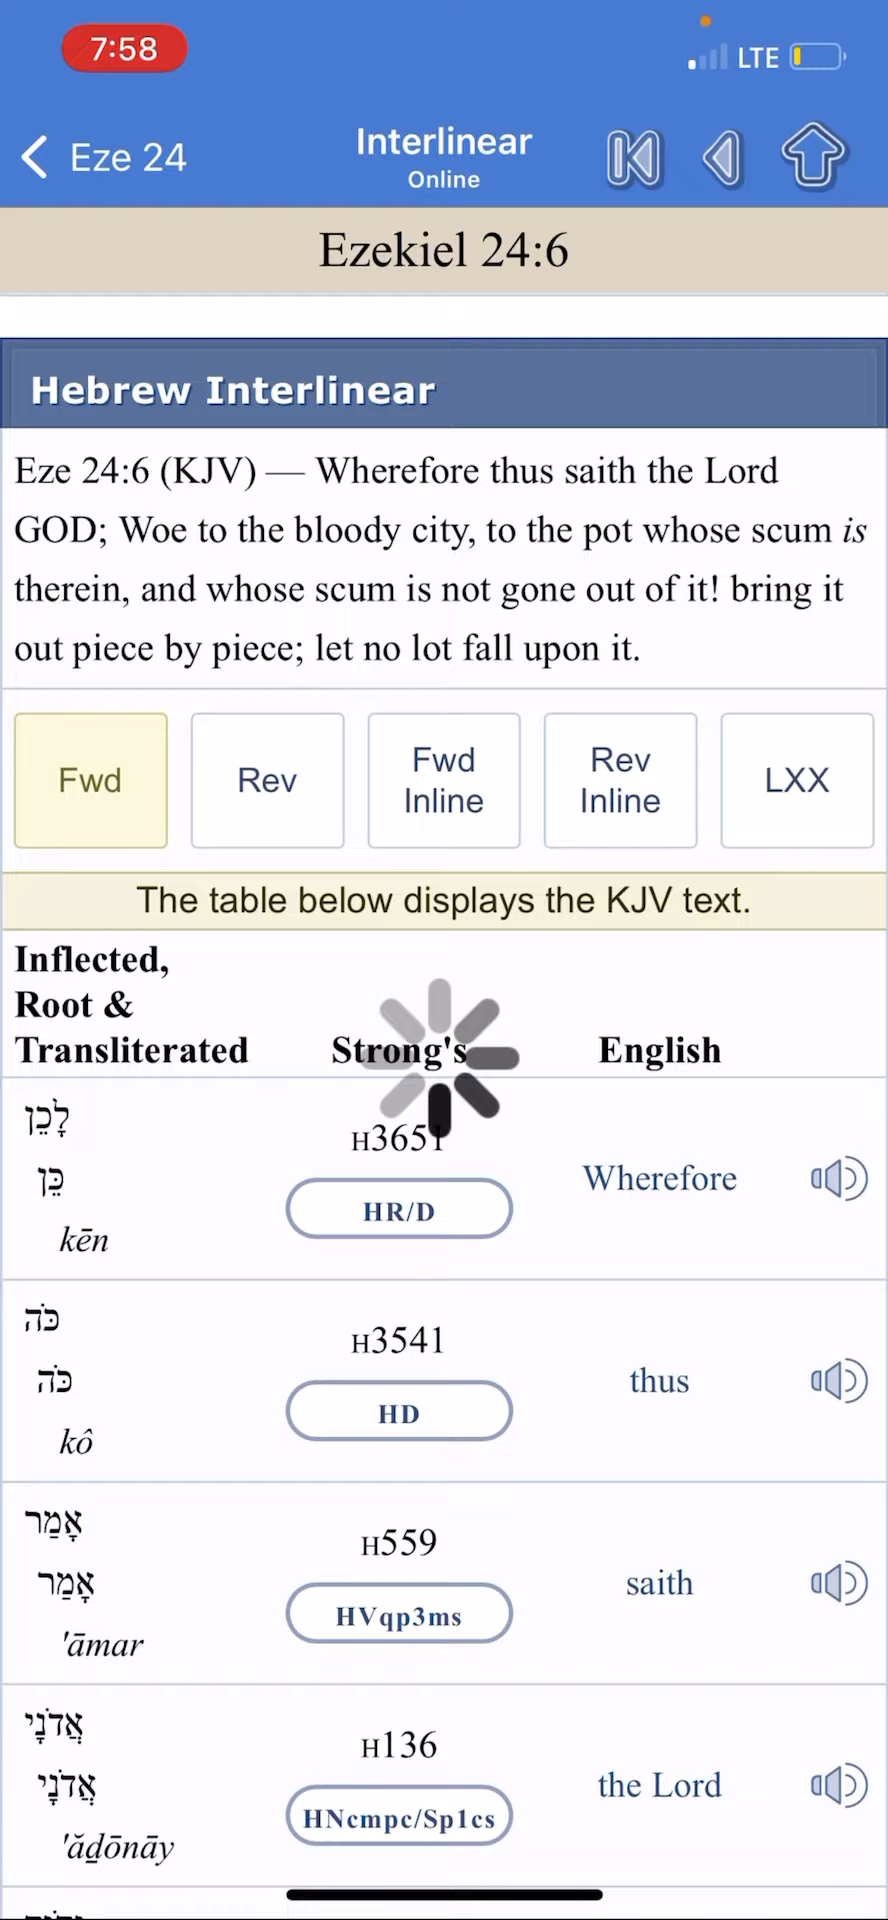 7:58
LTE
Eze 24
Interlinear
Online
Ezekiel 24:6
Hebrew Interlinear
Eze 24:6 (KJV) — Wherefore thus saith the Lord
GOD; Woe to the bloody city, to the pot whose scum is
therein, and whose scum is not gone out of it! bring it
out piece by piece; let no lot fall upon it.
Fwd
Rev
Fwd
Inline
Rev
Inline
LXX
The table below displays the KJV text.
Inflected,
Root &
Transliterated
Strong's
English
לָכֵן
כֵּן
kēn
H3651
HR/D
Wherefore
כֹּה
כֹּה
kô
H3541
HD
thus
אָמַר
אָמַר
'āmar
H559
HVqp3ms
saith
אֲדֹנָי
אֲדֹנָי
'ăḏōnāy
H136
HNcmpc/Sp1cs
the Lord